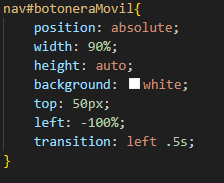 nav#botoneraMovil{
    position: absolute;
    width: 90%;
    height: auto;
    background: white;
    top: 50px;
    left: -100%;
    transition: left .5s;
}